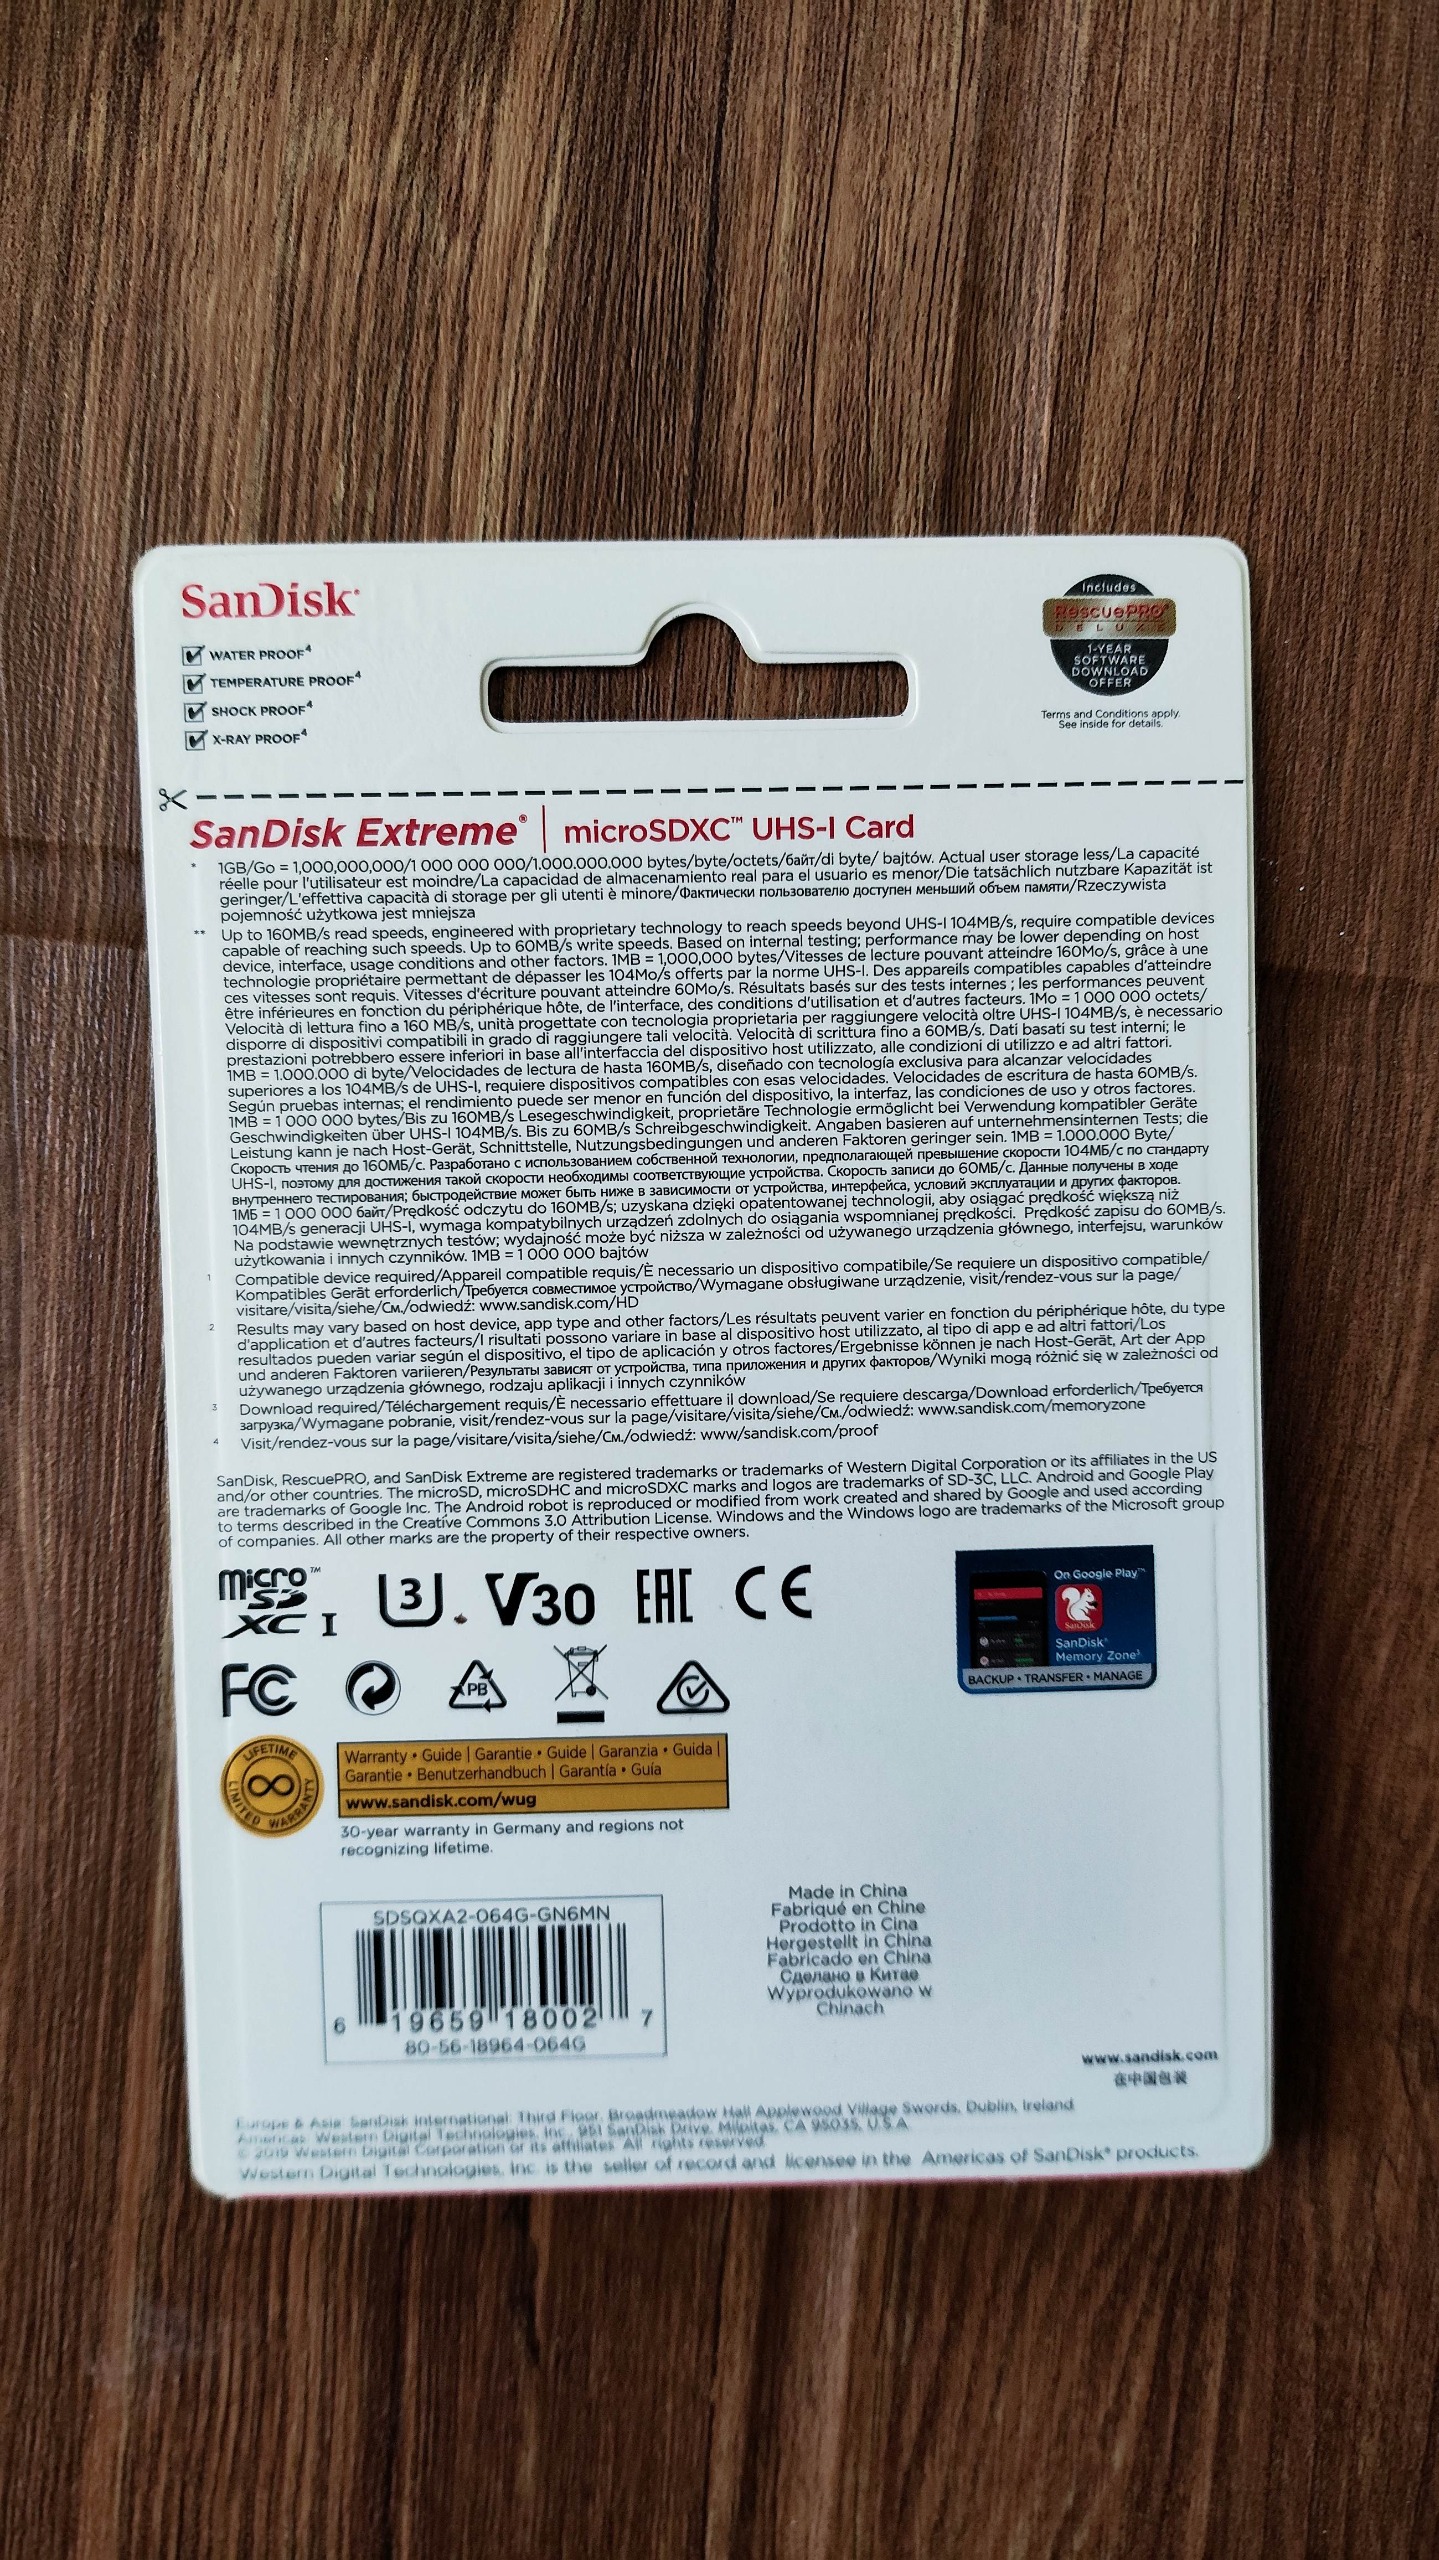 SanDisk®
WATER PROOF⁴
TEMPERATURE PROOF⁴
SHOCK PROOF⁴
X-RAY PROOF⁴
Includes
RescuePRO®
DELUXE
1-YEAR
SOFTWARE
DOWNLOAD
OFFER
Terms and Conditions apply.
See inside for details.
SanDisk Extreme® | microSDXC™ UHS-I Card
* 1GB/Go = 1,000,000,000/1 000 000 000/1.000.000.000 bytes/byte/octets/байт/di byte/ bajtów. Actual user storage less/La capacité
réelle pour l'utilisateur est moindre/La capacidad de almacenamiento real para el usuario es menor/Die tatsächlich nutzbare Kapazität ist
geringer/L'effettiva capacità di storage per gli utenti è minore/Фактически пользователю доступен меньший объем памяти/Rzeczywista
pojemność użytkowa jest mniejsza
** Up to 160MB/s read speeds, engineered with proprietary technology to reach speeds beyond UHS-I 104MB/s, require compatible devices
capable of reaching such speeds. Up to 60MB/s write speeds. Based on internal testing; performance may be lower depending on host
device, interface, usage conditions and other factors. 1MB = 1,000,000 bytes/Vitesses de lecture pouvant atteindre 160Mo/s, grâce à une
technologie propriétaire permettant de dépasser les 104Mo/s offerts par la norme UHS-I. Des appareils compatibles capables d'atteindre
ces vitesses sont requis. Vitesses d'écriture pouvant atteindre 60Mo/s. Résultats basés sur des tests internes ; les performances peuvent
être inférieures en fonction du périphérique hôte, de l'interface, des conditions d'utilisation et d'autres facteurs. 1Mo = 1 000 000 octets/
Velocità di lettura fino a 160 MB/s, unità progettate con tecnologia proprietaria per raggiungere velocità oltre UHS-I 104MB/s, è necessario
disporre di dispositivi compatibili in grado di raggiungere tali velocità. Velocità di scrittura fino a 60MB/s. Dati basati su test interni; le
prestazioni potrebbero essere inferiori in base all'interfaccia del dispositivo host utilizzato, alle condizioni di utilizzo e ad altri fattori.
1MB = 1.000.000 di byte/Velocidades de lectura de hasta 160MB/s, diseñado con tecnología exclusiva para alcanzar velocidades
superiores a los 104MB/s de UHS-I, requiere dispositivos compatibles con esas velocidades. Velocidades de escritura de hasta 60MB/s.
Según pruebas internas; el rendimiento puede ser menor en función del dispositivo, la interfaz, las condiciones de uso y otros factores.
1MB = 1 000 000 bytes/Bis zu 160MB/s Lesegeschwindigkeit, proprietäre Technologie ermöglicht bei Verwendung kompatibler Geräte
Geschwindigkeiten über UHS-I 104MB/s. Bis zu 60MB/s Schreibgeschwindigkeit. Angaben basieren auf unternehmensinternen Tests; die
Leistung kann je nach Host-Gerät, Schnittstelle, Nutzungsbedingungen und anderen Faktoren geringer sein. 1MB = 1.000.000 Byte/
Скорость чтения до 160МБ/с. Разработано с использованием собственной технологии, предполагающей превышение скорости 104МБ/с по стандарту
UHS-I, поэтому для достижения такой скорости необходимы соответствующие устройства. Скорость записи до 60МБ/с. Данные получены в ходе
внутреннего тестирования; быстродействие может быть ниже в зависимости от устройства, интерфейса, условий эксплуатации и других факторов.
1МБ = 1 000 000 байт/Prędkość odczytu do 160MB/s; uzyskana dzięki opatentowanej technologii, aby osiągać prędkość większą niż
104MB/s generacji UHS-I, wymaga kompatybilnych urządzeń zdolnych do osiągania wspomnianej prędkości. Prędkość zapisu do 60MB/s.
Na podstawie wewnętrznych testów; wydajność może być niższa w zależności od używanego urządzenia głównego, interfejsu, warunków
użytkowania i innych czynników. 1MB = 1 000 000 bajtów
1 Compatible device required/Appareil compatible requis/È necessario un dispositivo compatibile/Se requiere un dispositivo compatible/
Kompatibles Gerät erforderlich/Требуется совместимое устройство/Wymagane obsługiwane urządzenie, visit/rendez-vous sur la page/
visitare/visita/siehe/См./odwiedź: www.sandisk.com/HD
2 Results may vary based on host device, app type and other factors/Les résultats peuvent varier en fonction du périphérique hôte, du type
d'application et d'autres facteurs/I risultati possono variare in base al dispositivo host utilizzato, al tipo di app e ad altri fattori/Los
resultados pueden variar según el dispositivo, el tipo de aplicación y otros factores/Ergebnisse können je nach Host-Gerät, Art der App
und anderen Faktoren variieren/Результаты зависят от устройства, типа приложения и других факторов/Wyniki mogą różnić się w zależności od
używanego urządzenia głównego, rodzaju aplikacji i innych czynników
3 Download required/Téléchargement requis/È necessario effettuare il download/Se requiere descarga/Download erforderlich/Требуется
загрузка/Wymagane pobranie, visit/rendez-vous sur la page/visitare/visita/siehe/См./odwiedź: www.sandisk.com/memoryzone
4 Visit/rendez-vous sur la page/visitare/visita/siehe/См./odwiedź: www/sandisk.com/proof
SanDisk, RescuePRO, and SanDisk Extreme are registered trademarks or trademarks of Western Digital Corporation or its affiliates in the US
and/or other countries. The microSD, microSDHC and microSDXC marks and logos are trademarks of SD-3C, LLC. Android and Google Play
are trademarks of Google Inc. The Android robot is reproduced or modified from work created and shared by Google and used according
to terms described in the Creative Commons 3.0 Attribution License. Windows and the Windows logo are trademarks of the Microsoft group
of companies. All other marks are the property of their respective owners.
micro SD XC I ™ U3 V30 EAC CE
FC PB
On Google Play™
SanDisk
SanDisk®
Memory Zone³
BACKUP • TRANSFER • MANAGE
LIFETIME
LIMITED WARRANTY
Warranty • Guide | Garantie • Guide | Garanzia • Guida |
Garantie • Benutzerhandbuch | Garantía • Guía
www.sandisk.com/wug
30-year warranty in Germany and regions not
recognizing lifetime.
SDSQXA2-064G-GN6MN
6 19659 18002 7
80-56-18964-064G
Made in China
Fabriqué en Chine
Prodotto in Cina
Hergestellt in China
Fabricado en China
Сделано в Китае
Wyprodukowano w
Chinach
www.sandisk.com
在中国包装
Europe & Asia: SanDisk International: Third Floor, Broadmeadow Hall Applewood Village Swords, Dublin, Ireland
Americas: Western Digital Technologies, Inc., 951 SanDisk Drive, Milpitas, CA 95035, U.S.A.
© 2019 Western Digital Corporation or its affiliates. All rights reserved.
Western Digital Technologies, Inc. is the seller of record and licensee in the Americas of SanDisk® products.